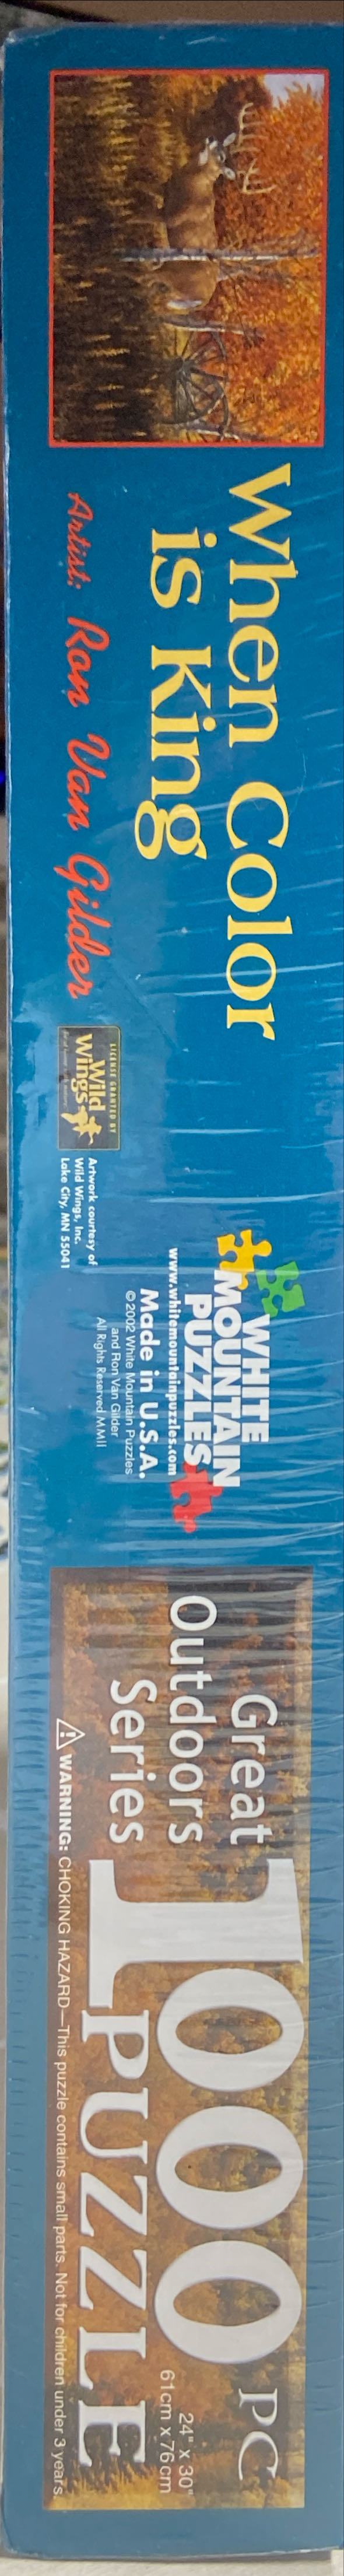 When Color
is King
Artist: Ron Van Gilder
LICENSE GRANTED BY
Wild
Wings
Artwork courtesy of
Wild Wings, Inc.
Lake City, MN 55041
WHITE
MOUNTAIN
PUZZLES
www.whitemountainpuzzles.com
Made in U.S.A.
© 2002 White Mountain Puzzles
and Ron Van Gilder
All Rights Reserved MMII
Great
Outdoors
Series
1000 PC
PUZZLE
24" x 30"
61cm x 76cm
WARNING: CHOKING HAZARD—This puzzle contains small parts. Not for children under 3 years.